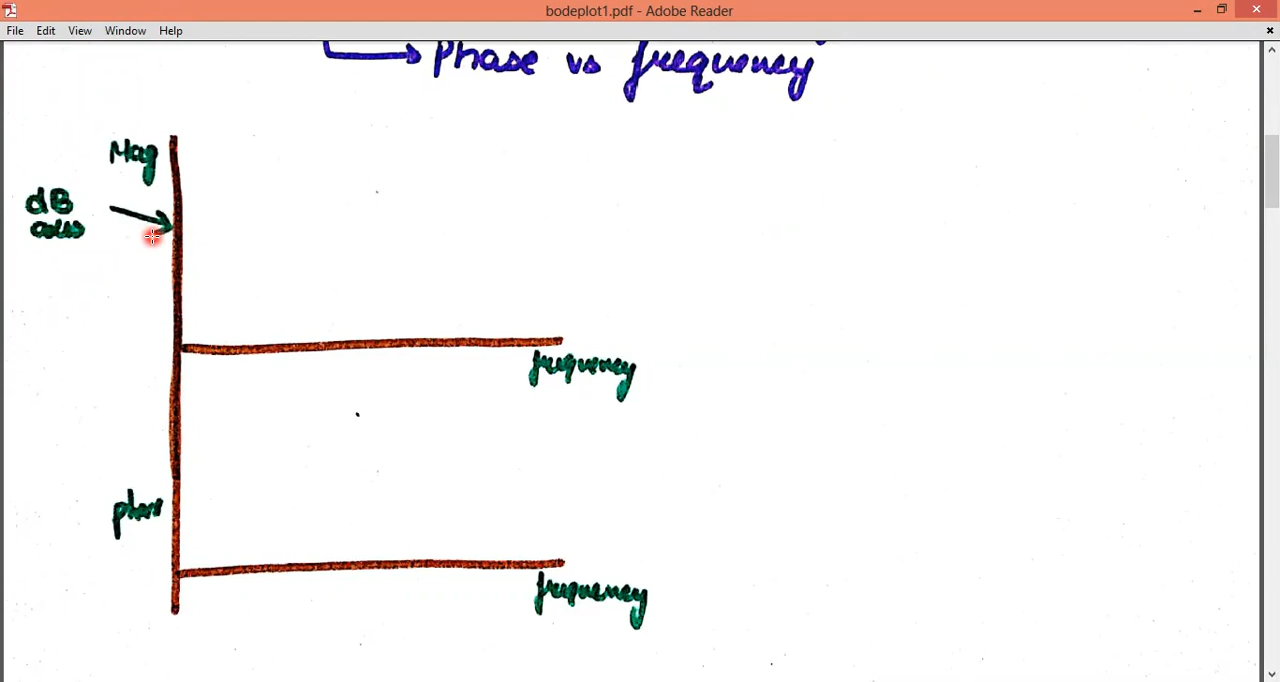 bodeplot1.pdf - Adobe Reader
File Edit View Window Help
Phase vs frequency
Mag
dB
frequency
phase
frequency